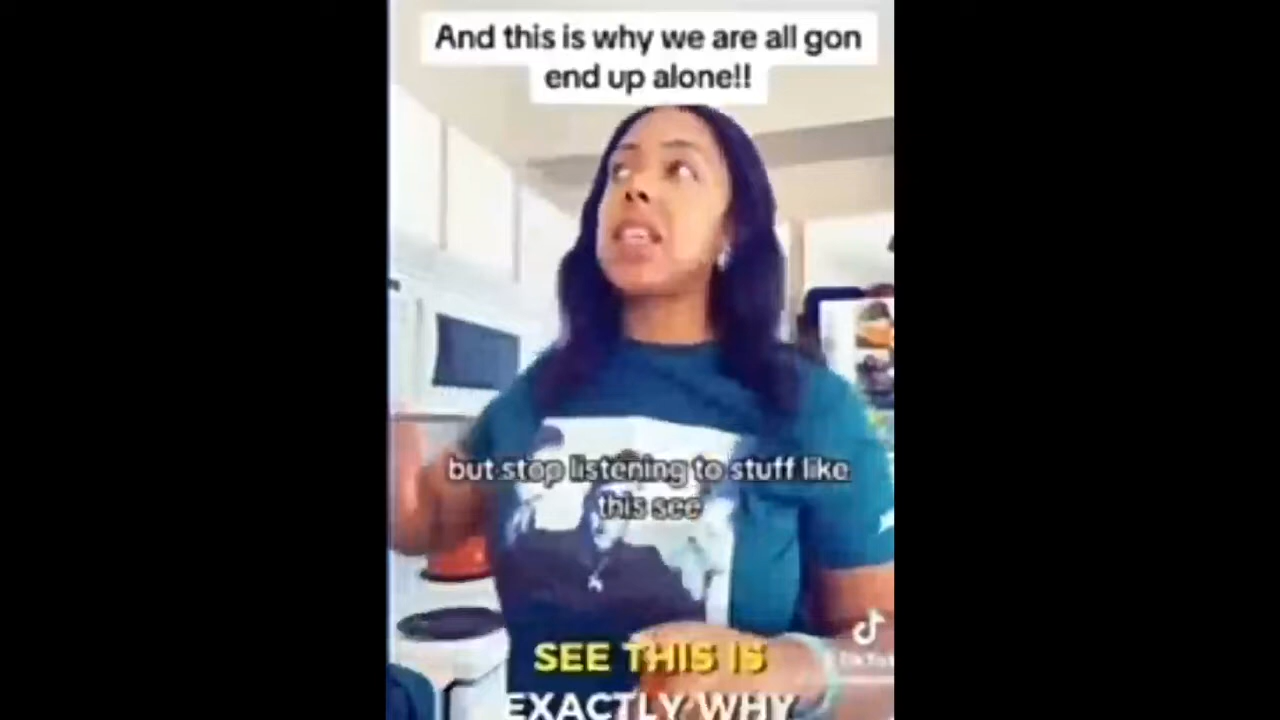 And this is why we are all gon
end up alone!!
but stop listening to stuff like
this see
SEE THIS IS
EXACTLY WHY
TikTok